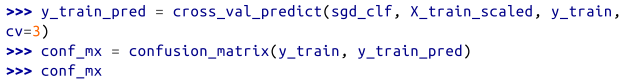 >>> y_train_pred = cross_val_predict(sgd_clf, X_train_scaled, y_train,
cv=3)
>>> conf_mx = confusion_matrix(y_train, y_train_pred)
>>> conf_mx